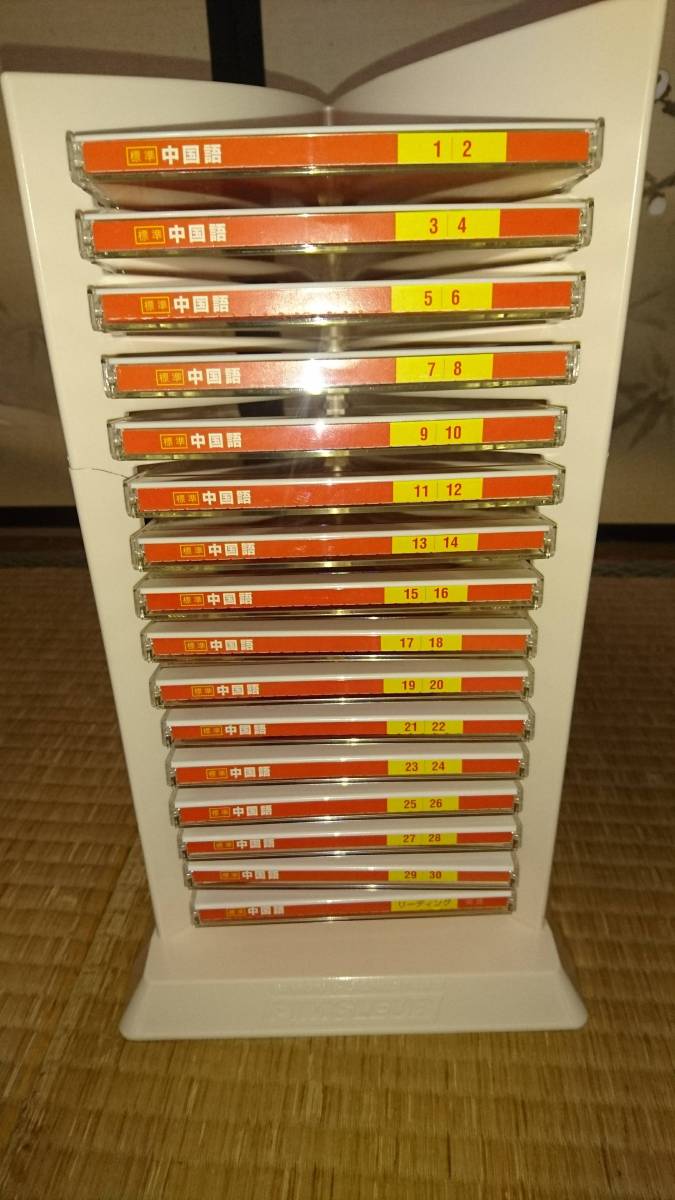 標準 中国語 1 2
標準 中国語 3 4
標準 中国語 5 6
標準 中国語 7 8
標準 中国語 9 10
標準 中国語 11 12
標準 中国語 13 14
標準 中国語 15 16
標準 中国語 17 18
標準 中国語 19 20
標準 中国語 21 22
標準 中国語 23 24
標準 中国語 25 26
標準 中国語 27 28
標準 中国語 29 30
標準 中国語 リーディング
PIMSLEUR